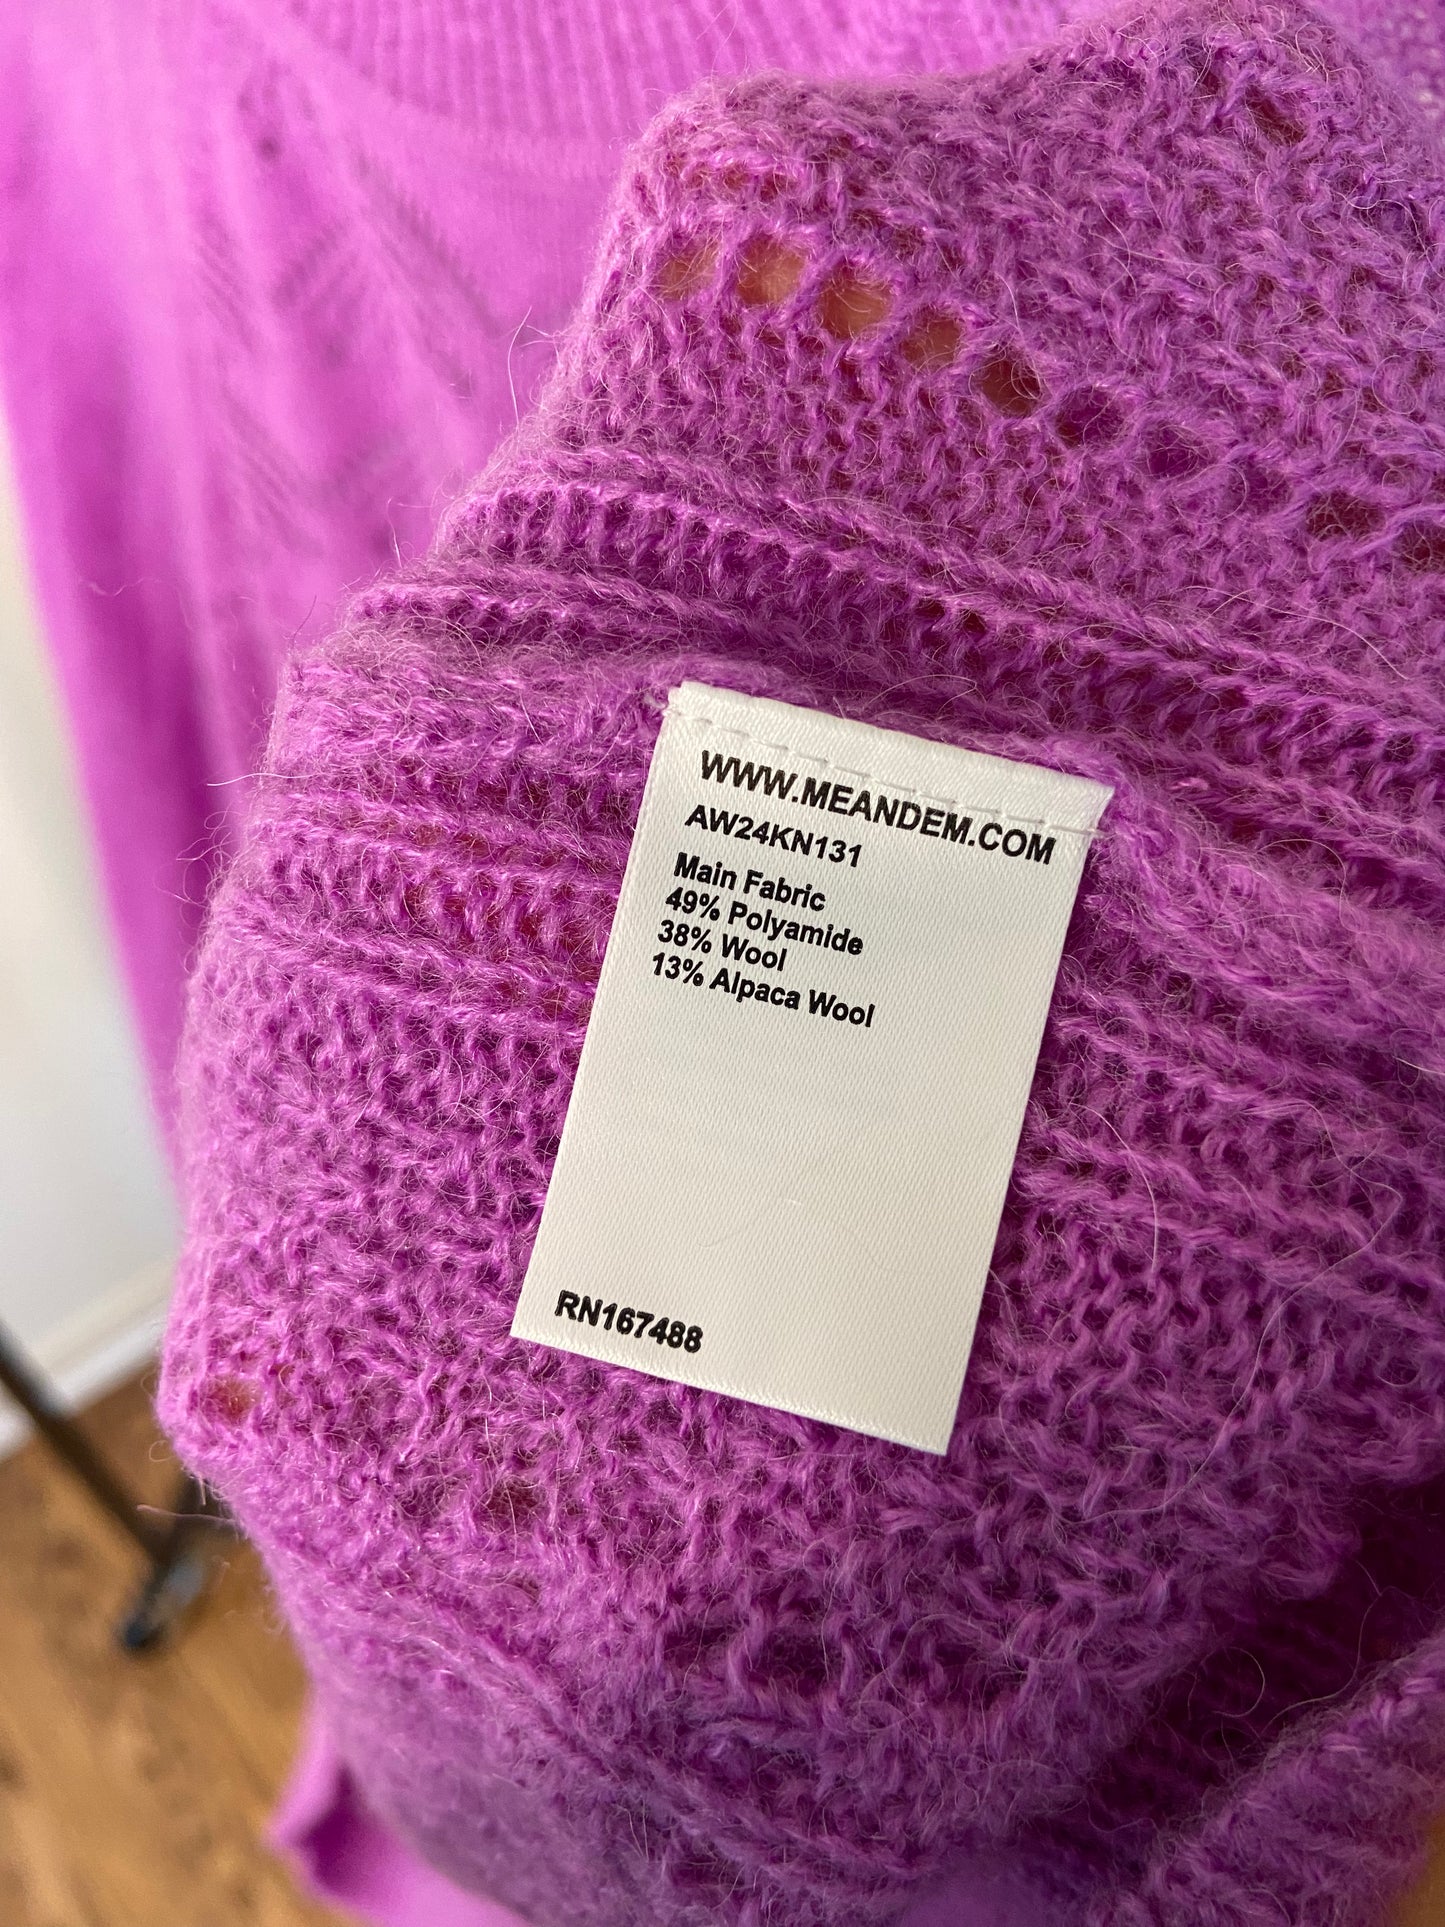 WWW.MEANDEM.COM
AW24KN131
Main Fabric
49% Polyamide
38% Wool
13% Alpaca Wool
RN167488